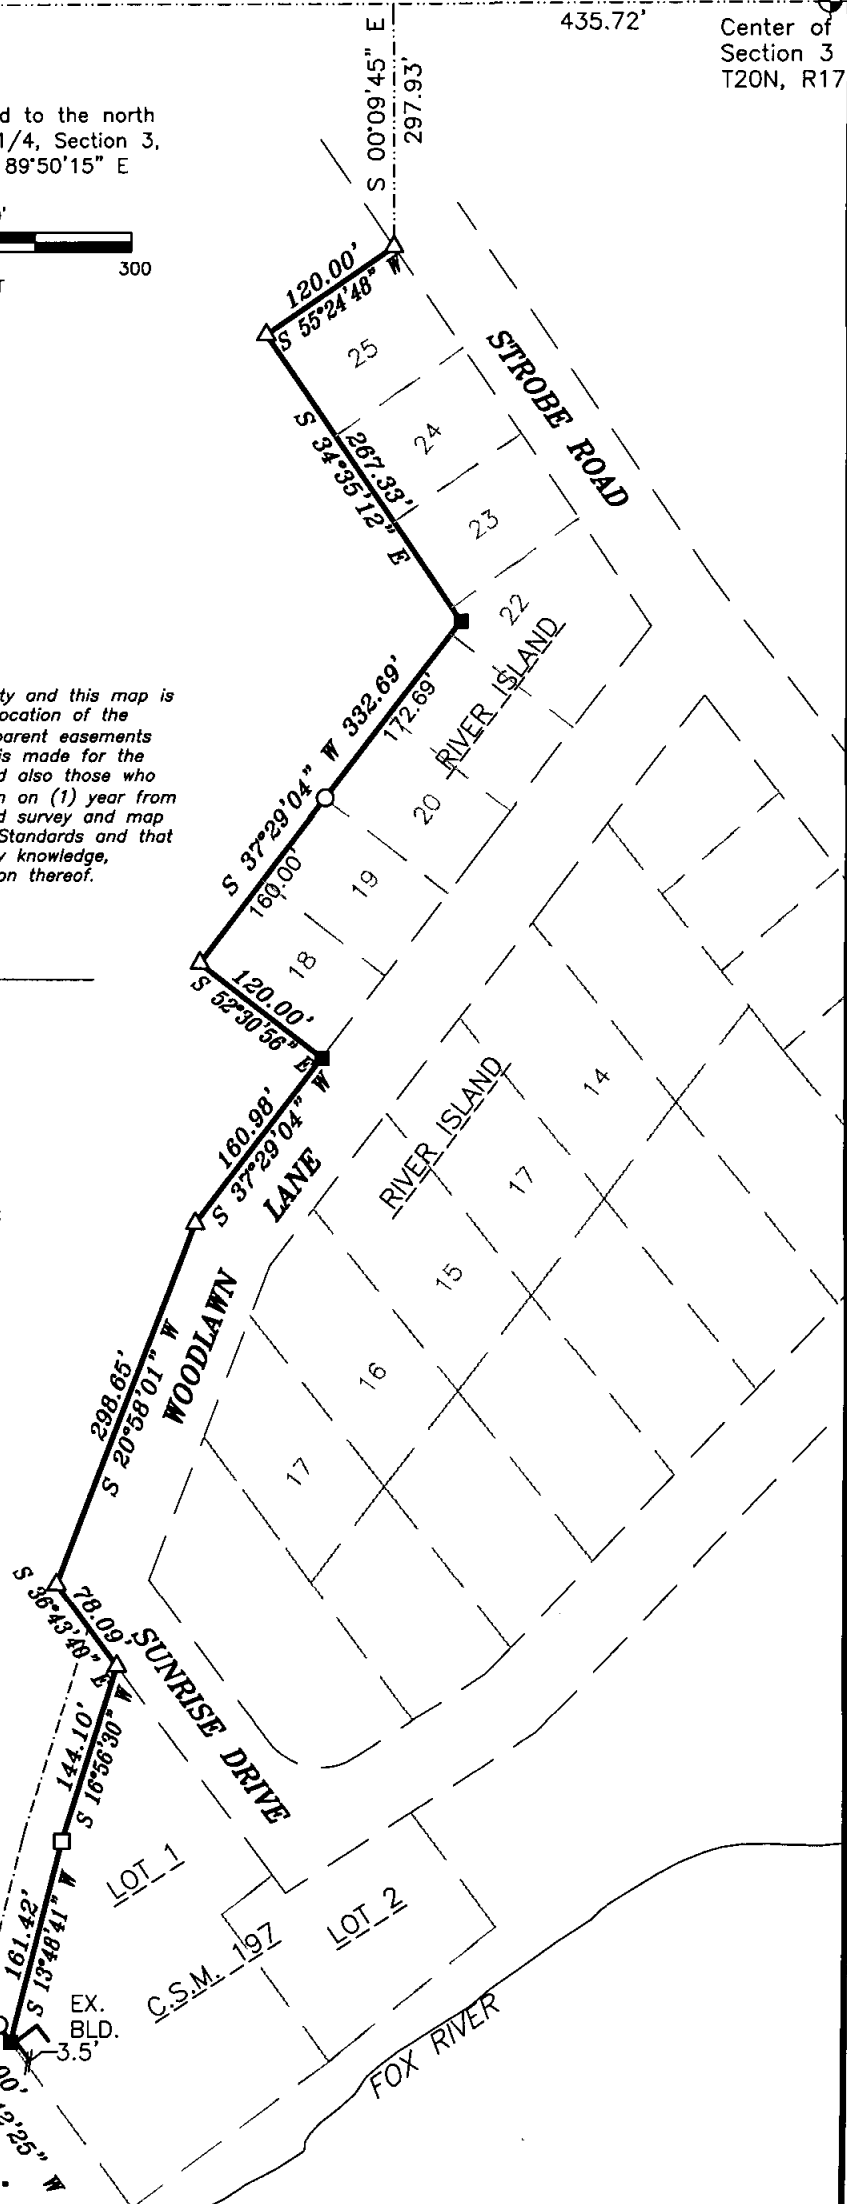 435.72'
Center of
Section 3
T20N, R17
S 00°09'45" E
297.93'
d to the north
1/4, Section 3,
89°50'15" E
300
120.00'
S 55°24'48" W
25
STROBE ROAD
S 34°35'12" E
267.33'
24
23
22
RIVER ISLAND
ty and this map is
ocation of the
parent easements
is made for the
d also those who
n on (1) year from
d survey and map
Standards and that
y knowledge,
on thereof.
S 37°29'04" W 332.69'
172.69'
160.00'
20
19
18
120.00'
S 52°30'56" E
160.98'
S 37°29'04" W
WOODLAWN LANE
RIVER ISLAND
14
17
15
16
17
298.65'
S 20°58'01" W
78.09'
S 36°43'49" E
SUNRISE DRIVE
144.10'
S 16°56'30" W
LOT 1
LOT 2
C.S.M. 197
161.42'
S 13°48'41" W
EX.
BLD.
3.5'
FOX RIVER
00'
2'25" W